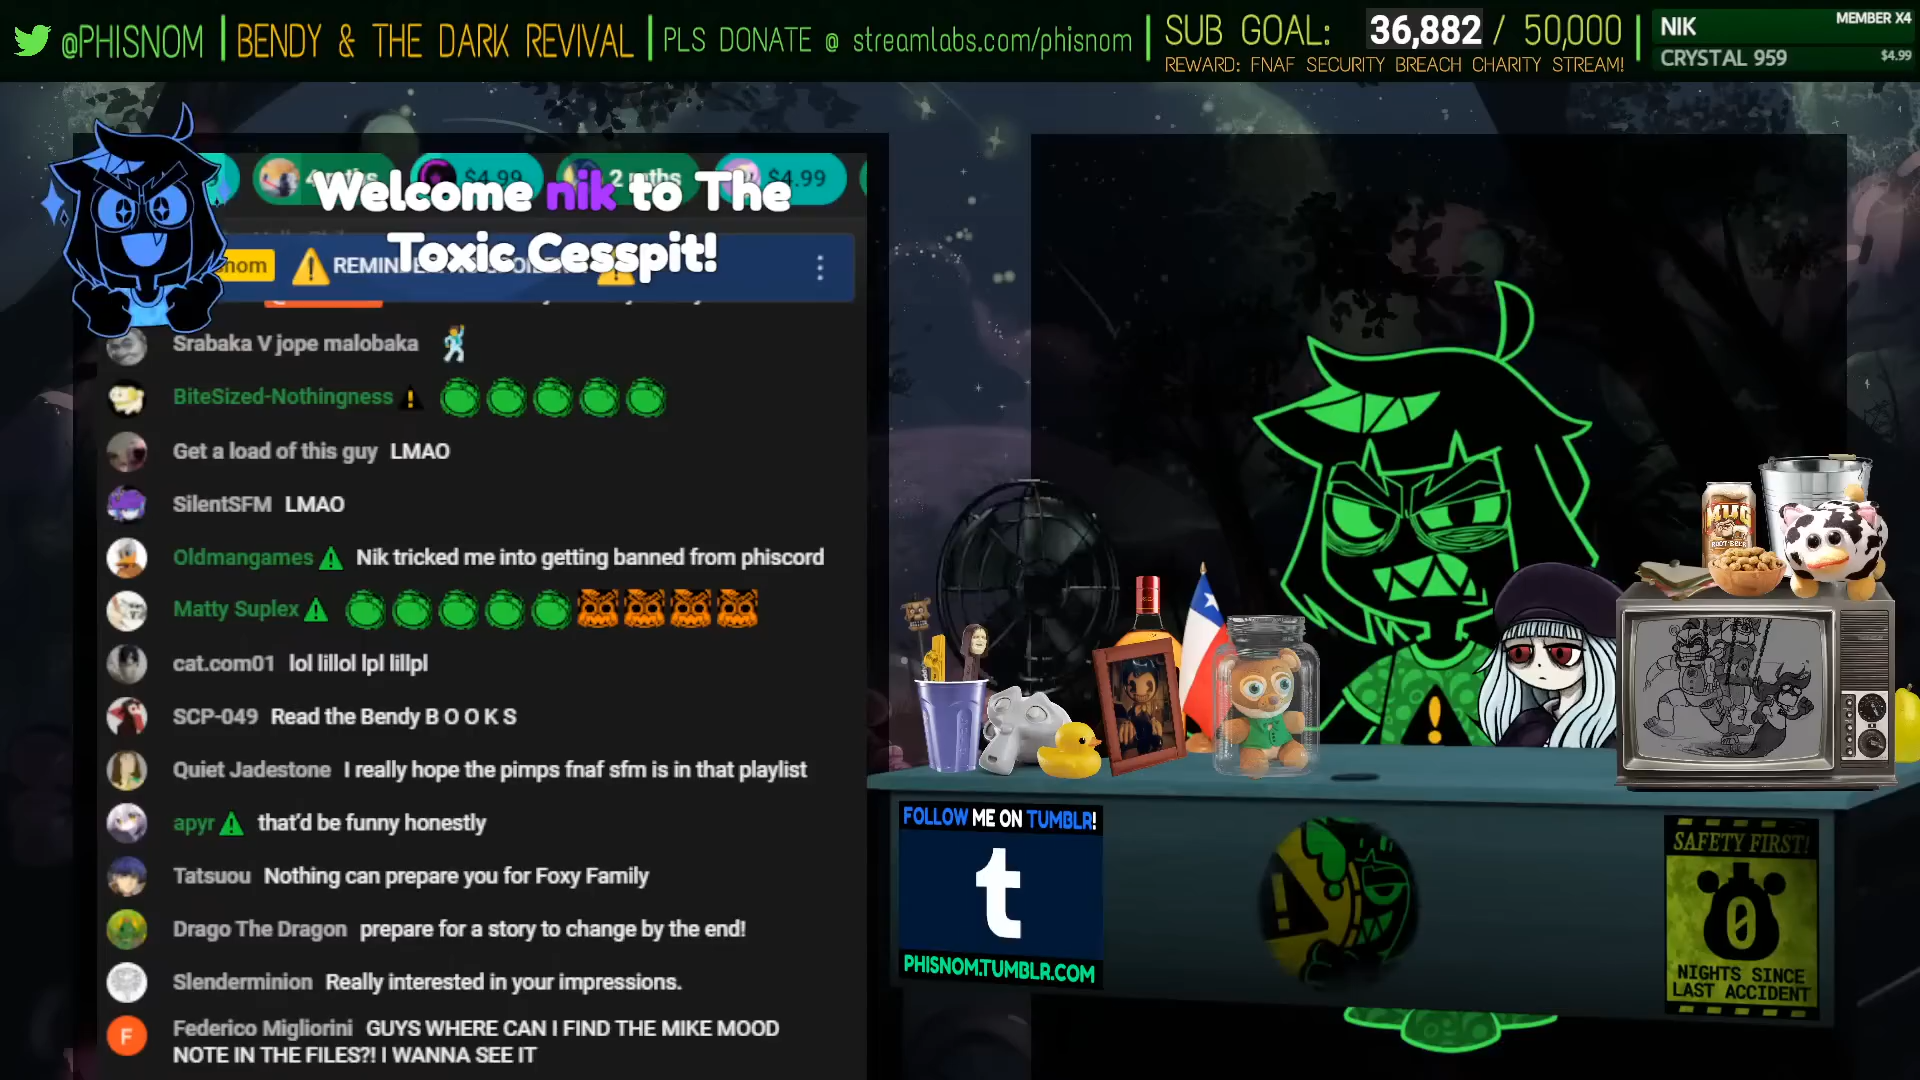 @PHISNOM
BENDY & THE DARK REVIVAL
PLS DONATE @ streamlabs.com/phisnom
SUB GOAL: 36,882 / 50,000
REWARD: FNAF SECURITY BREACH CHARITY STREAM!
NIK MEMBER X4
CRYSTAL 959 $4.99
$4.99 2 mths $4.99
Welcome nik to The
Toxic Cesspit!
Srabaka V jope malobaka
BiteSized-Nothingness
Get a load of this guy LMAO
SilentSFM LMAO
Oldmangames Nik tricked me into getting banned from phiscord
Matty Suplex
cat.com01 lol lillol lpl lillpl
SCP-049 Read the Bendy B O O K S
Quiet Jadestone I really hope the pimps fnaf sfm is in that playlist
apyr that'd be funny honestly
Tatsuou Nothing can prepare you for Foxy Family
Drago The Dragon prepare for a story to change by the end!
Slenderminion Really interested in your impressions.
F
Federico Migliorini GUYS WHERE CAN I FIND THE MIKE MOOD
NOTE IN THE FILES?! I WANNA SEE IT
MUG
ROOT BEER
FOLLOW ME ON TUMBLR!
t
PHISNOM.TUMBLR.COM
SAFETY FIRST!
0
NIGHTS SINCE
LAST ACCIDENT